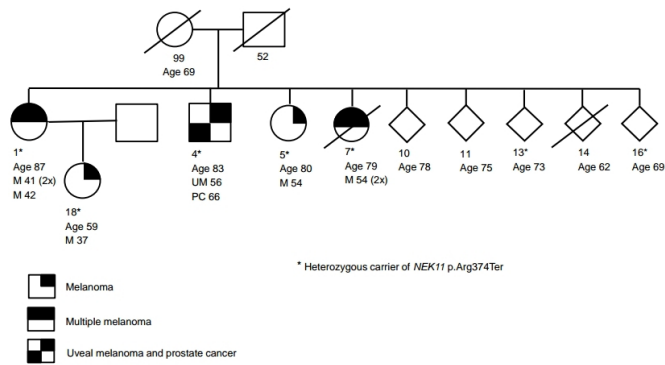 99
Age 69
52
1*
Age 87
M 41 (2x)
M 42
4*
Age 83
UM 56
PC 66
5*
Age 80
M 54
7*
Age 79
M 54 (2x)
10
Age 78
11
Age 75
13*
Age 73
14
Age 62
16*
Age 69
18*
Age 59
M 37
* Heterozygous carrier of NEK11 p.Arg374Ter
Melanoma
Multiple melanoma
Uveal melanoma and prostate cancer